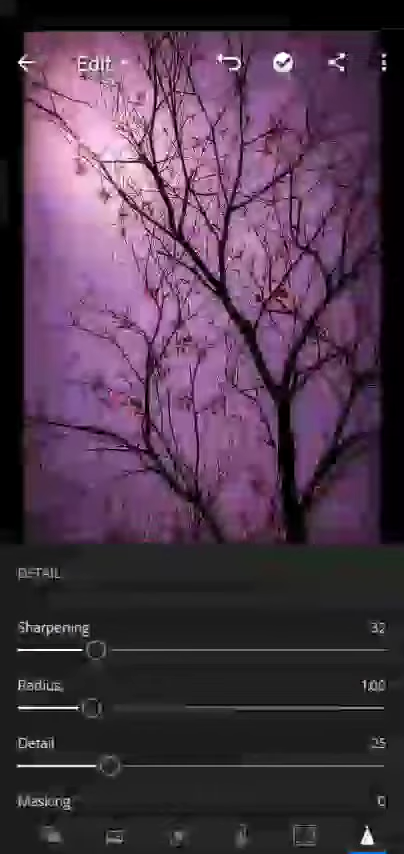 Edit
DETAIL
Sharpening 32
Radius 1.00
Detail 25
Masking 0